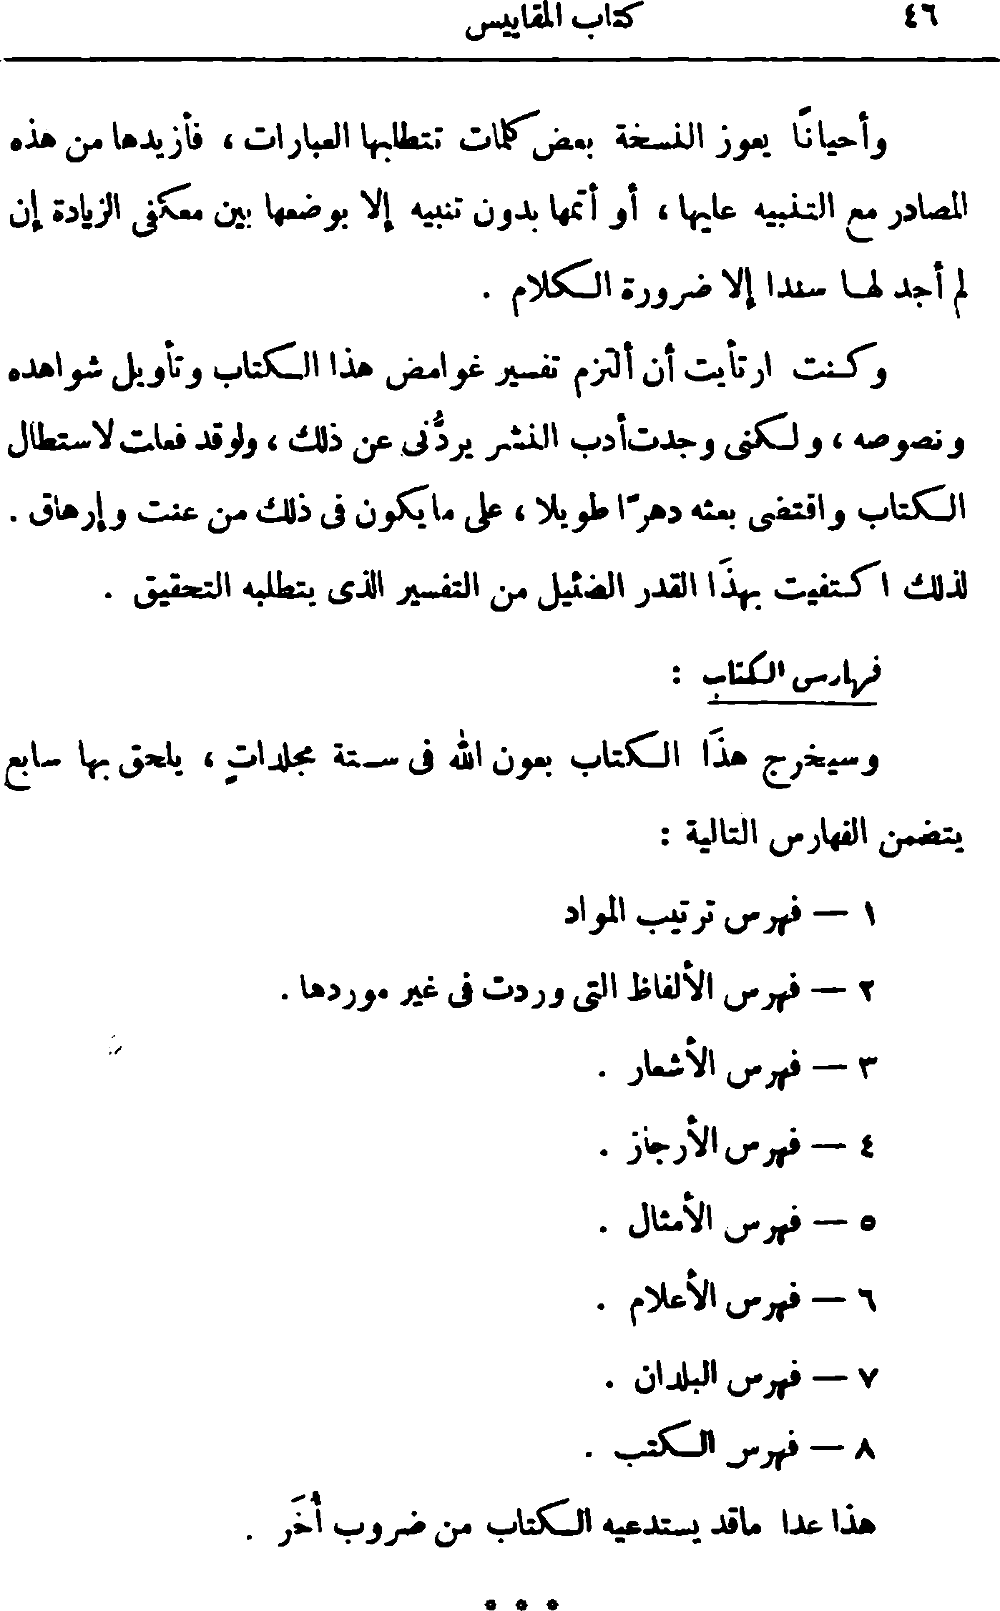 ٤٦ كتاب المقاييس
وأحيانًا يعوز النسخة بعض كلمات تتطلبها العبارات ، فأزيدها من هذه
المصادر مع التنبيه عليها ، أو أتمها بدون تنبيه إلا بوضعها بين معكفى الزيادة إن
لم أجد لها سندا إلا ضرورة الكلام .
وكنت ارتأيت أن ألتزم تفسير غوامض هذا الكتاب وتأويل شواهده
ونصوصه ، ولكنى وجدت أدب النشر يردُّنى عن ذلك ، ولو قد فعلت لاستطال
الكتاب واقتضى بعثه دهرًا طويلا ، على ما يكون فى ذلك من عنت وإرهاق .
لذلك اكتفيت بهذَا القدر الضئيل من التفسير الذى يتطلبه التحقيق .
فهارس الكتاب :
وسيخرج هذَا الكتاب بعون الله فى ستة مجلداتٍ ، يلحق بها سابع
يتضمن الفهارس التالية :
١ — فهرس ترتيب المواد
٢ — فهرس الألفاظ التى وردت فى غير موردها .
٣ — فهرس الأشعار .
٤ — فهرس الأرجاز .
٥ — فهرس الأمثال .
٦ — فهرس الأعلام .
٧ — فهرس البلدان .
٨ — فهرس الكتب .
هذا عدا ماقد يستدعيه الكتاب من ضروب أُخَر .
* * *